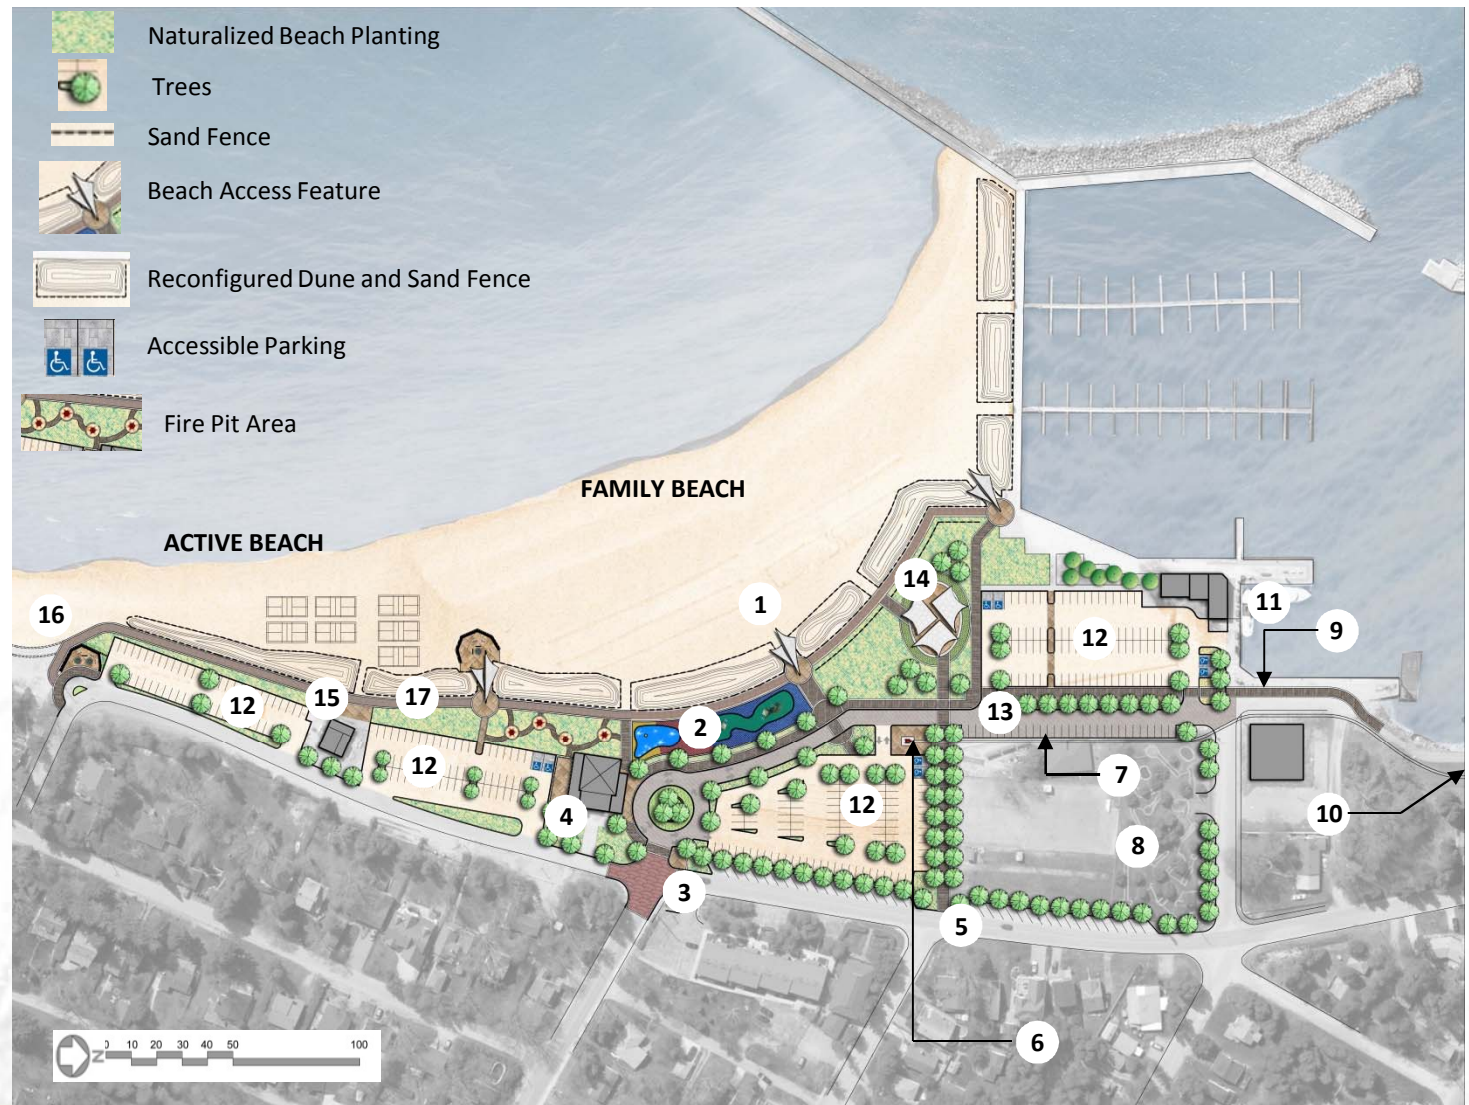 Naturalized Beach Planting
Trees
Sand Fence
Beach Access Feature
Reconfigured Dune and Sand Fence
Accessible Parking
Fire Pit Area
FAMILY BEACH
ACTIVE BEACH
14
1
16
11
9
12
12
15
17
13
2
12
7
12
4
10
8
3
5
6
N
0 10 20 30 40 50 100